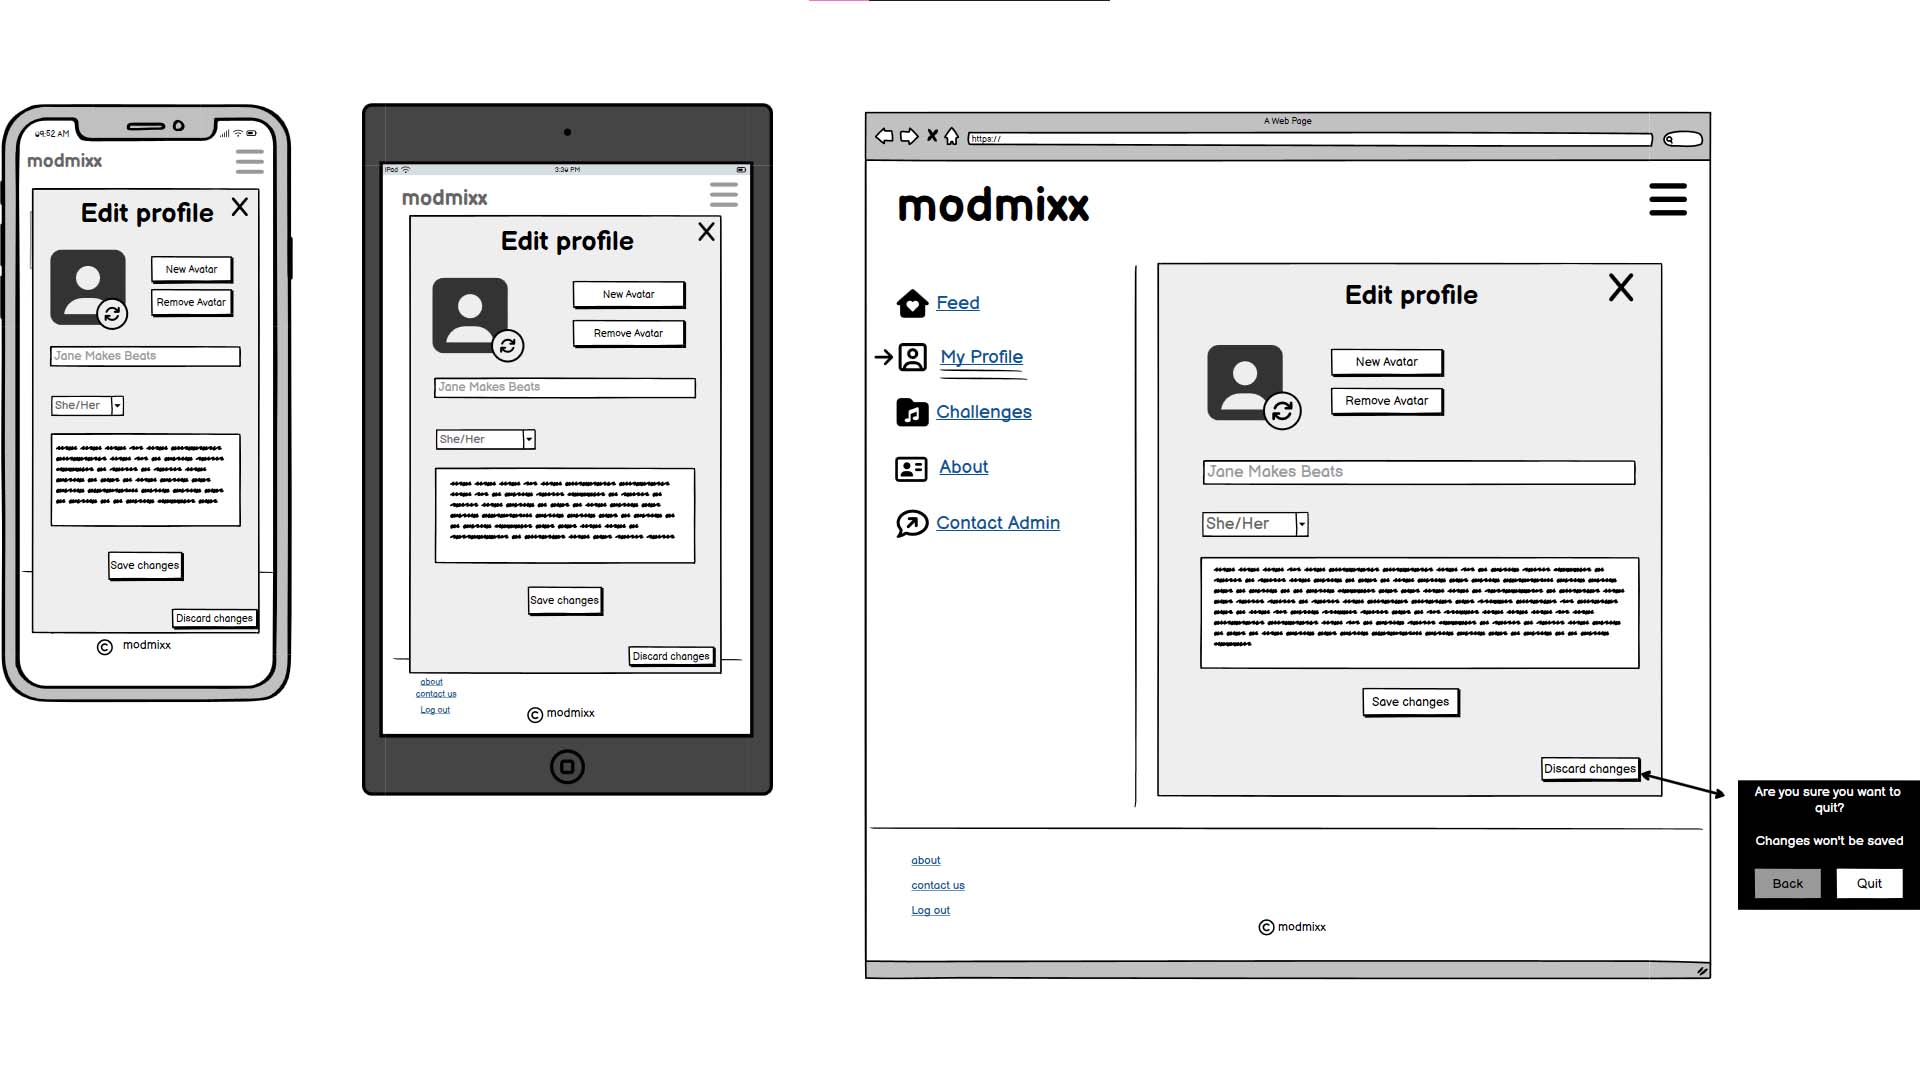 09:52 AM
modmixx
Edit profile
New Avatar
Remove Avatar
Jane Makes Beats
She/Her
Save changes
Discard changes
© modmixx
iPad
3:39 PM
modmixx
Edit profile
New Avatar
Remove Avatar
Jane Makes Beats
She/Her
Save changes
Discard changes
about
contact us
Log out
© modmixx
A Web Page
https://
modmixx
Feed
My Profile
Challenges
About
Contact Admin
Edit profile
New Avatar
Remove Avatar
Jane Makes Beats
She/Her
Save changes
Discard changes
about
contact us
Log out
© modmixx
Are you sure you want to
quit?
Changes won't be saved
Back
Quit